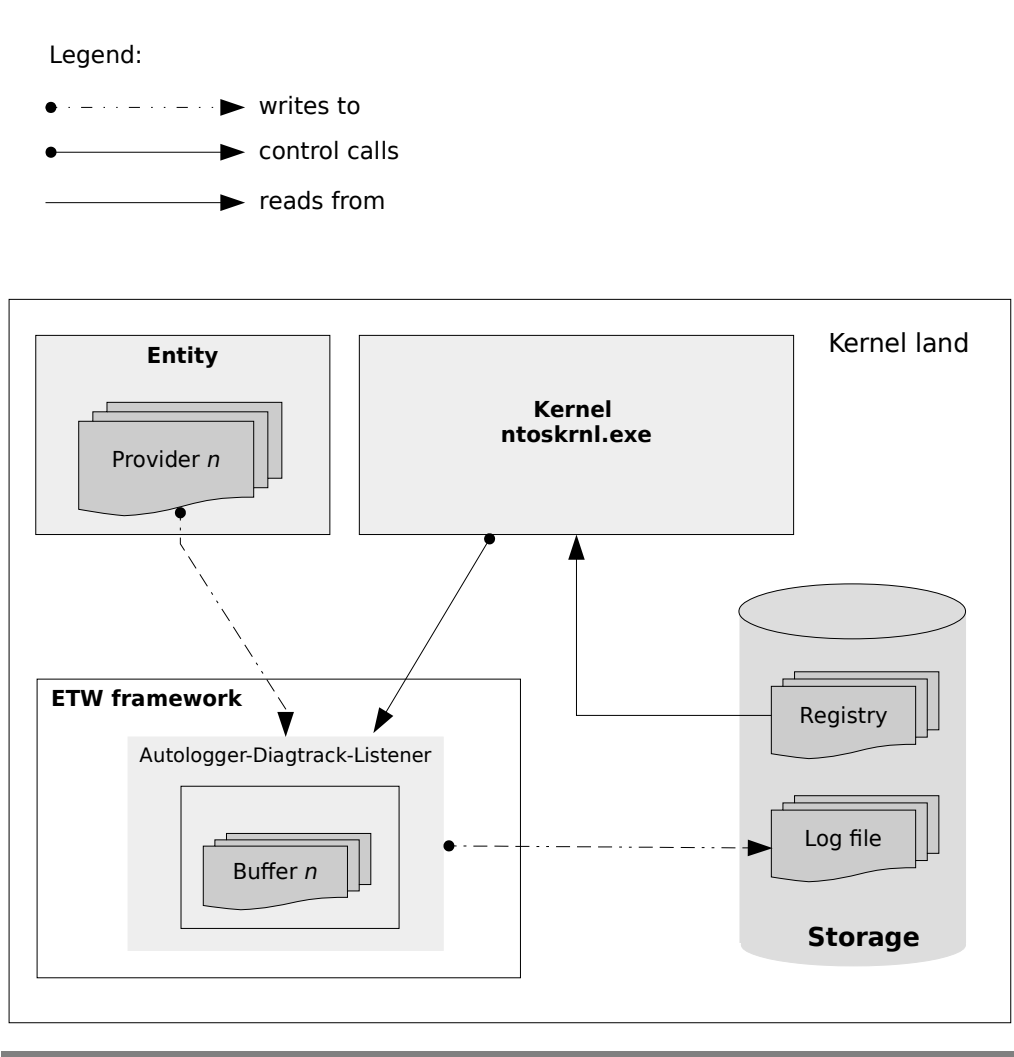 Legend:
writes to
control calls
reads from
Kernel land
Entity
Provider n
Kernel
ntoskrnl.exe
ETW framework
Autologger-Diagtrack-Listener
Buffer n
Registry
Log file
Storage